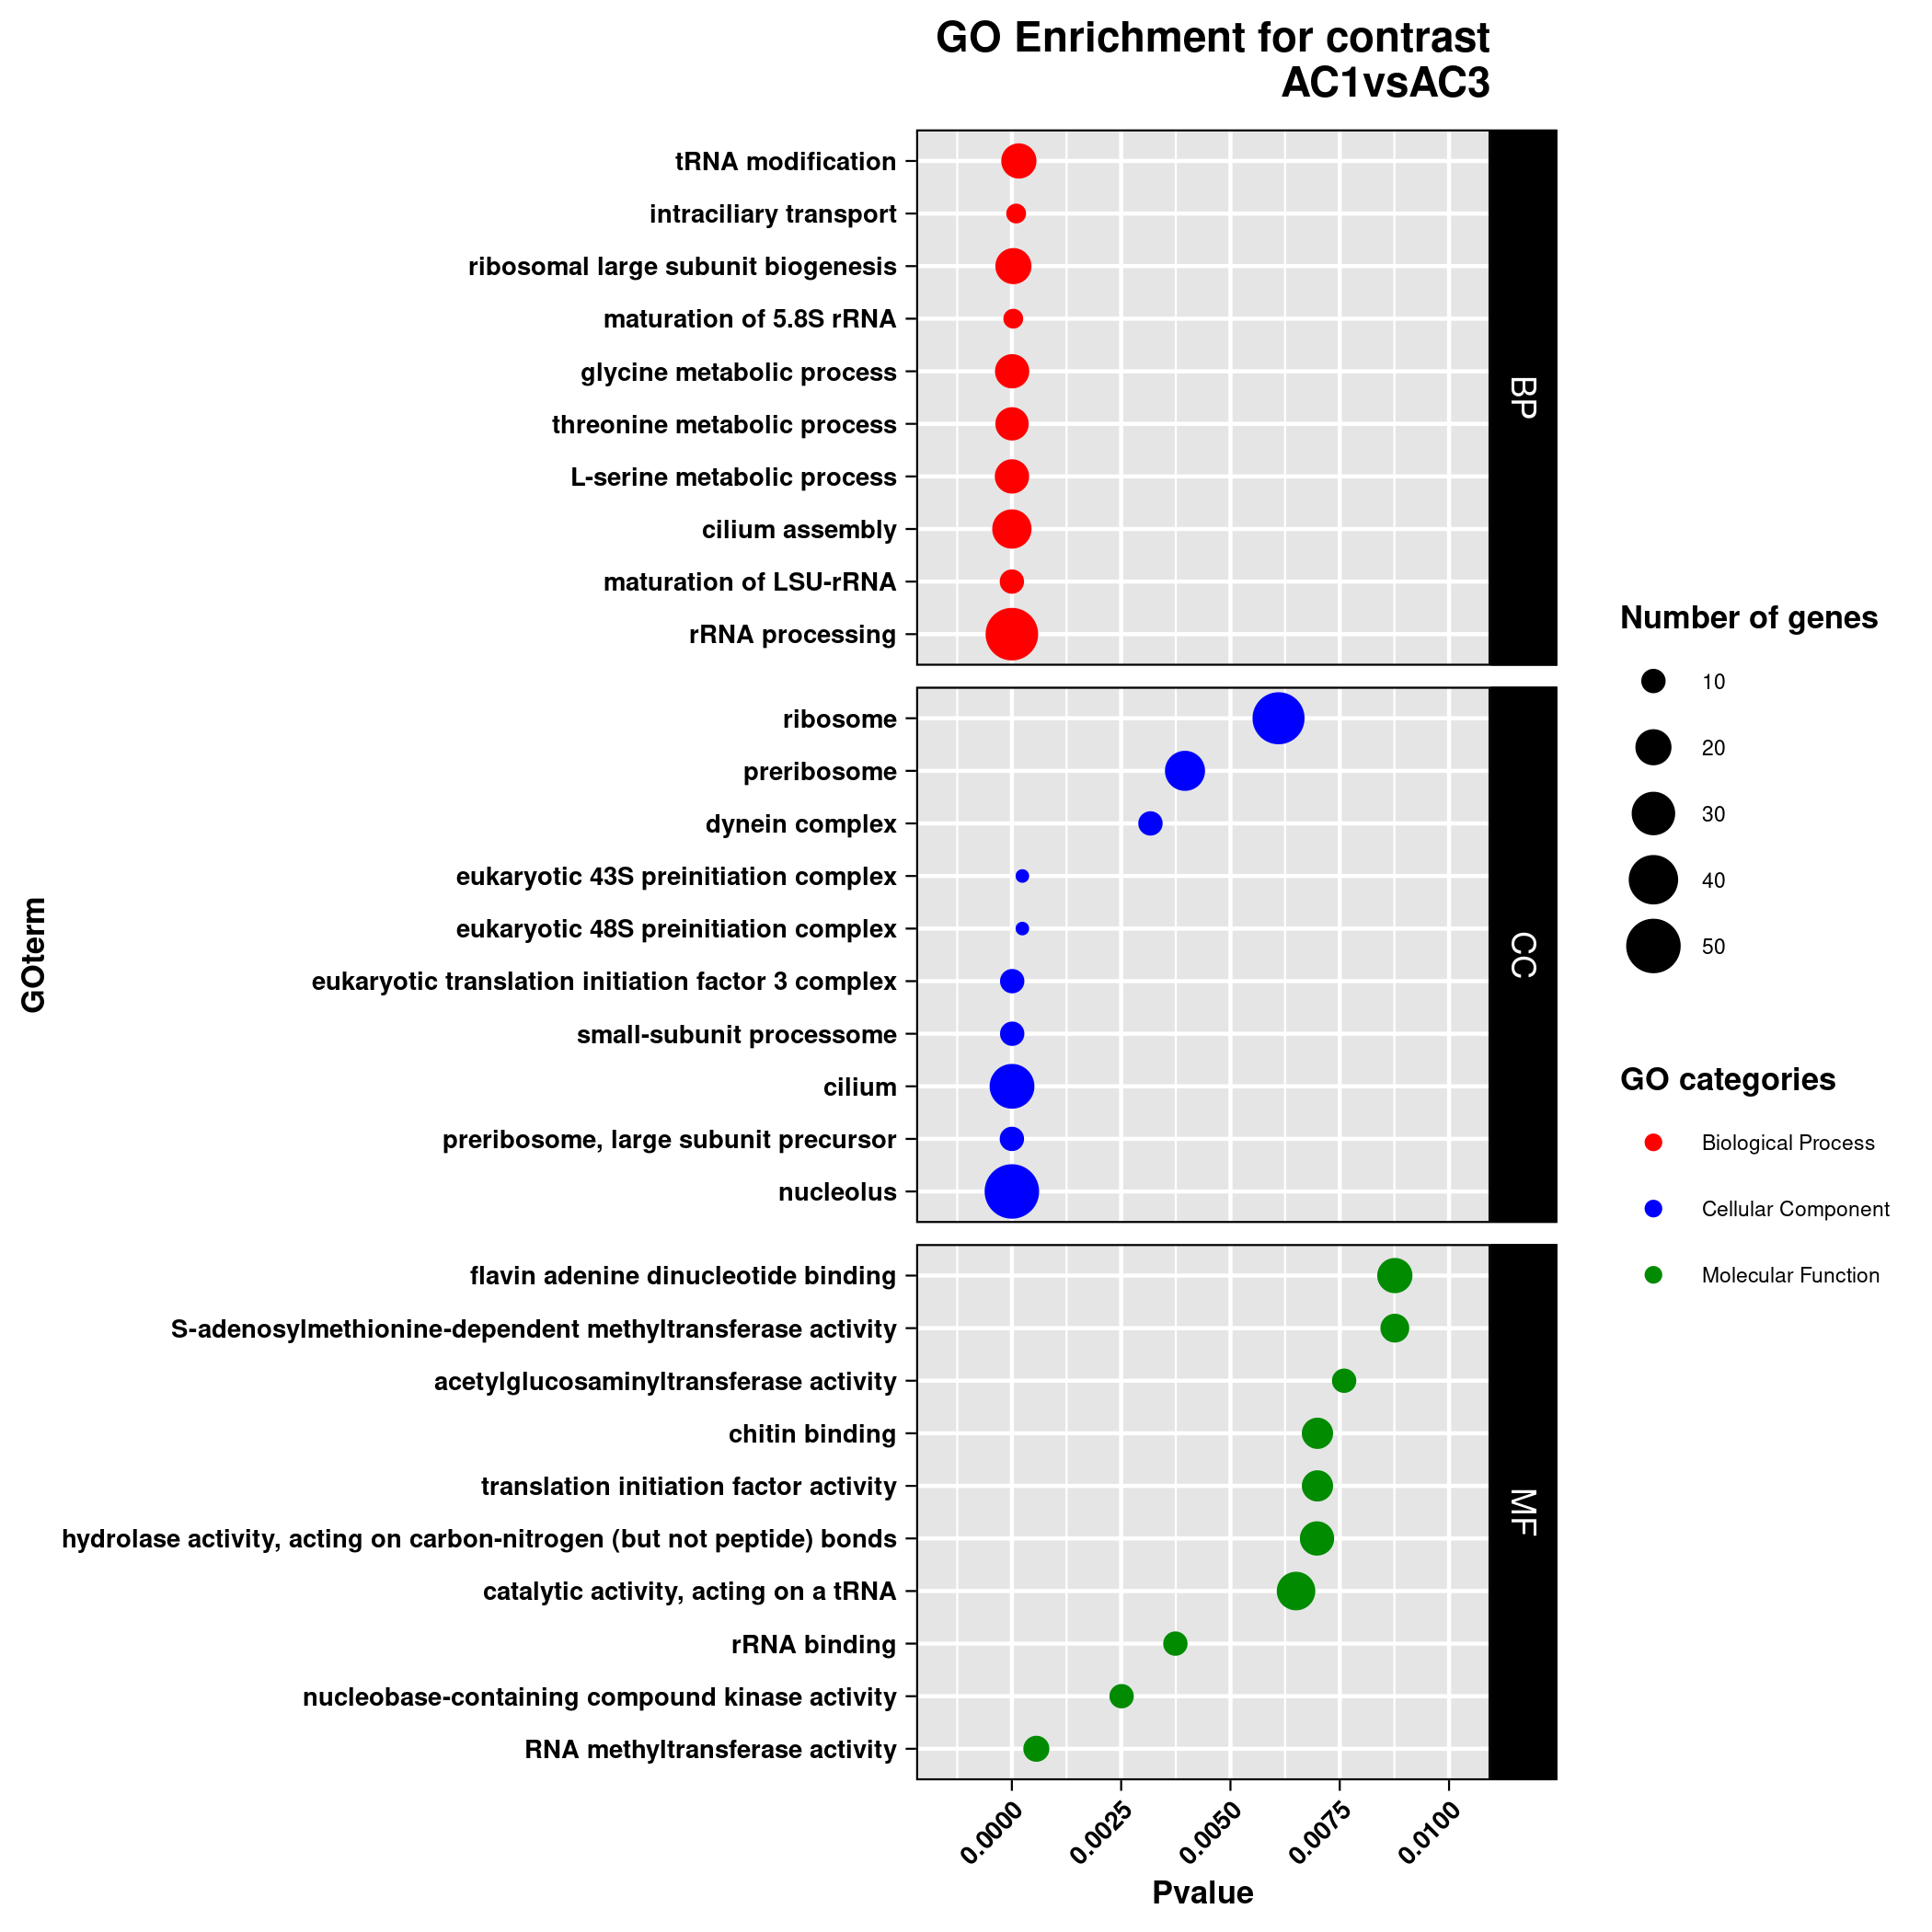 GO Enrichment for contrast
AC1vsAC3
GOterm
tRNA modification
intraciliary transport
ribosomal large subunit biogenesis
maturation of 5.8S rRNA
glycine metabolic process
threonine metabolic process
L-serine metabolic process
cilium assembly
maturation of LSU-rRNA
rRNA processing
BP
ribosome
preribosome
dynein complex
eukaryotic 43S preinitiation complex
eukaryotic 48S preinitiation complex
eukaryotic translation initiation factor 3 complex
small-subunit processome
cilium
preribosome, large subunit precursor
nucleolus
CC
flavin adenine dinucleotide binding
S-adenosylmethionine-dependent methyltransferase activity
acetylglucosaminyltransferase activity
chitin binding
translation initiation factor activity
hydrolase activity, acting on carbon-nitrogen (but not peptide) bonds
catalytic activity, acting on a tRNA
rRNA binding
nucleobase-containing compound kinase activity
RNA methyltransferase activity
MF
0.0000
0.0025
0.0050
0.0075
0.0100
Pvalue
Number of genes
10
20
30
40
50
GO categories
Biological Process
Cellular Component
Molecular Function